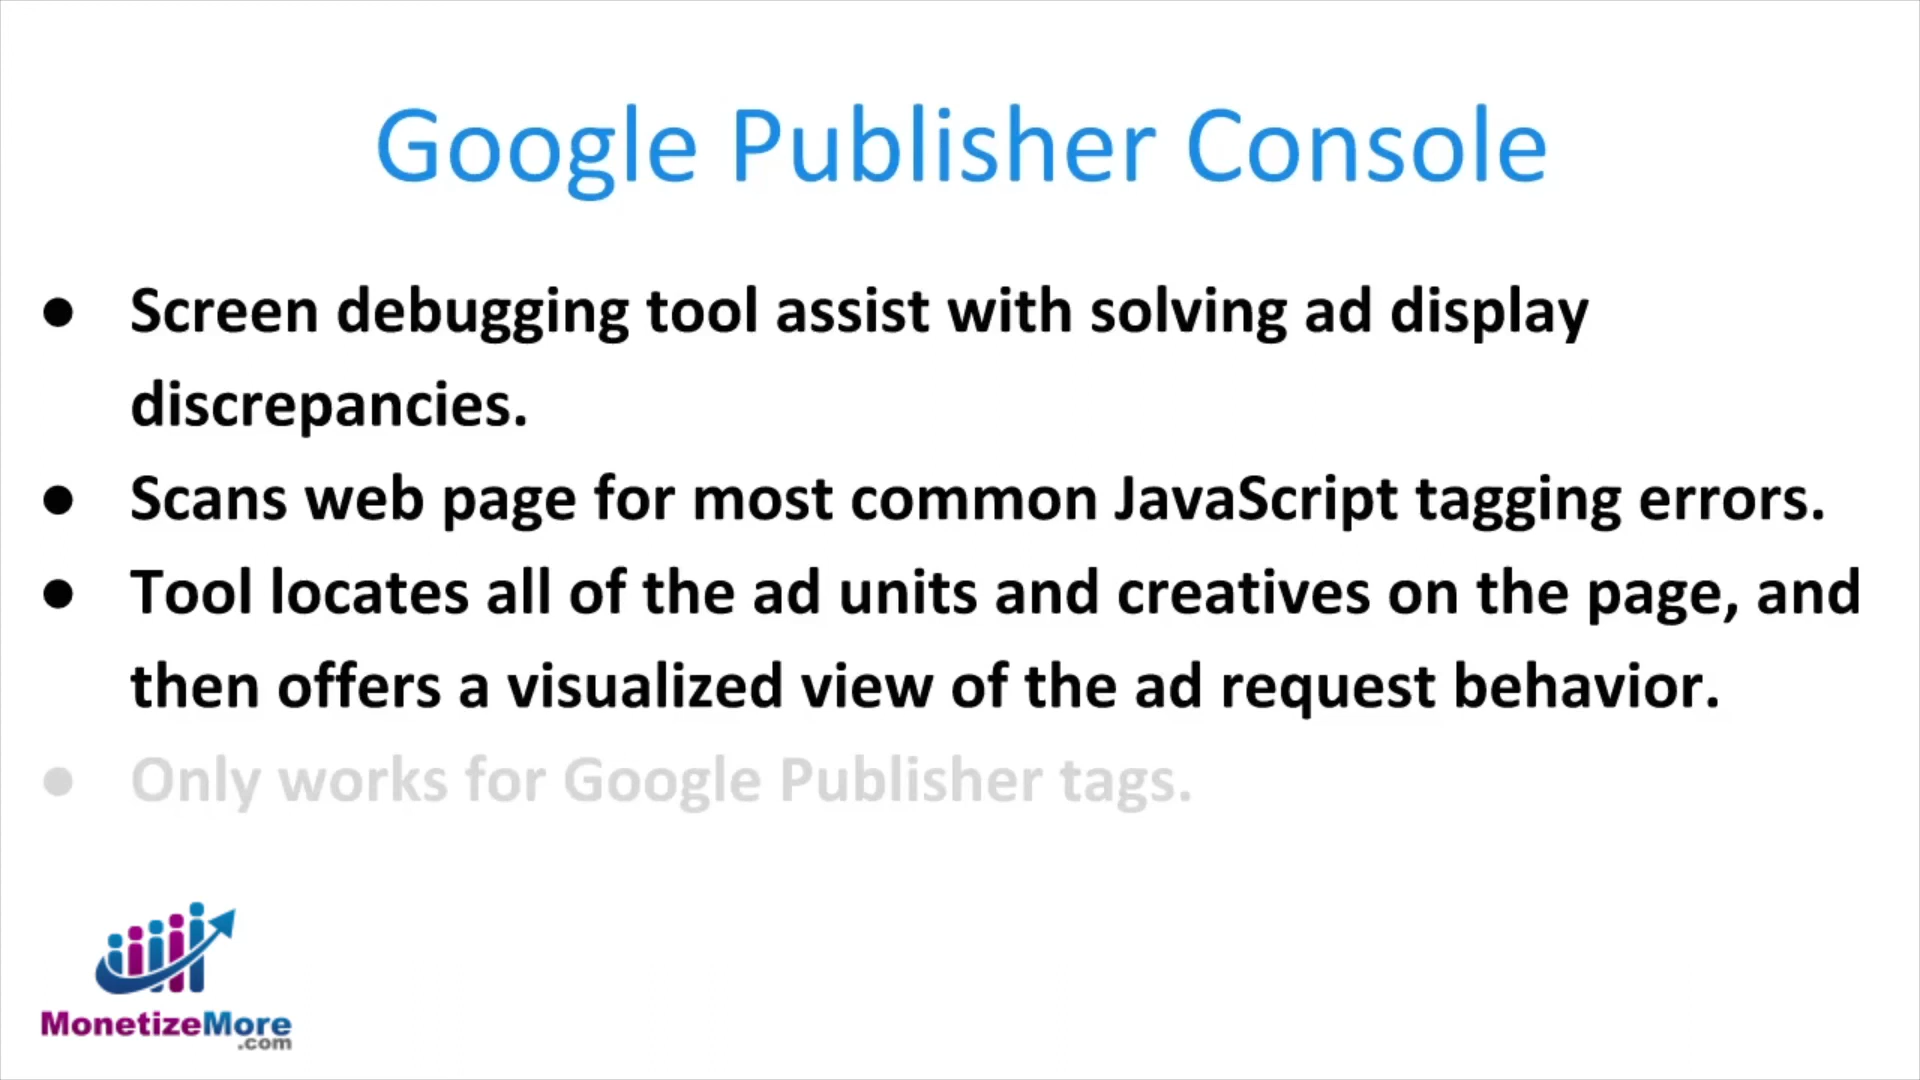 Google Publisher Console
● Screen debugging tool assist with solving ad display
discrepancies.
● Scans web page for most common JavaScript tagging errors.
● Tool locates all of the ad units and creatives on the page, and
then offers a visualized view of the ad request behavior.
● Only works for Google Publisher tags.
MonetizeMore
.com